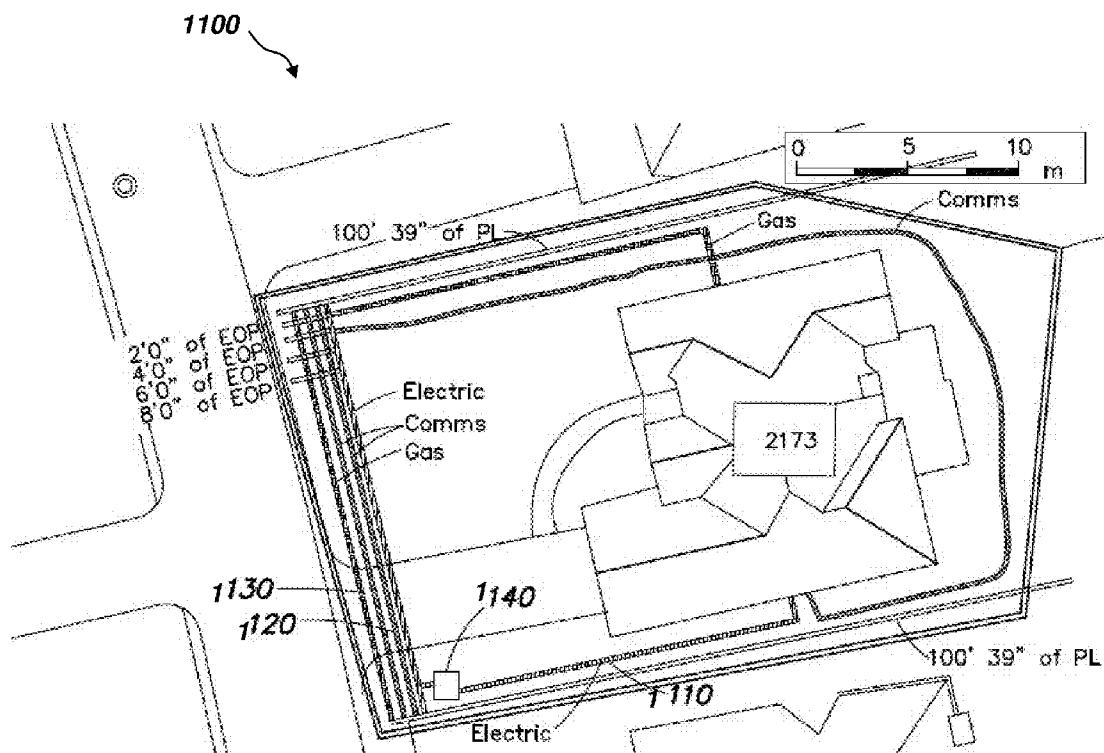 1100
0 5 10
m
Comms
Gas
100' 39" of PL
2'0" of EOP
4'0" of EOP
6'0" of EOP
8'0" of EOP
Electric
Comms
Gas
2173
1130
1120
1140
100' 39" of PL
1110
Electric